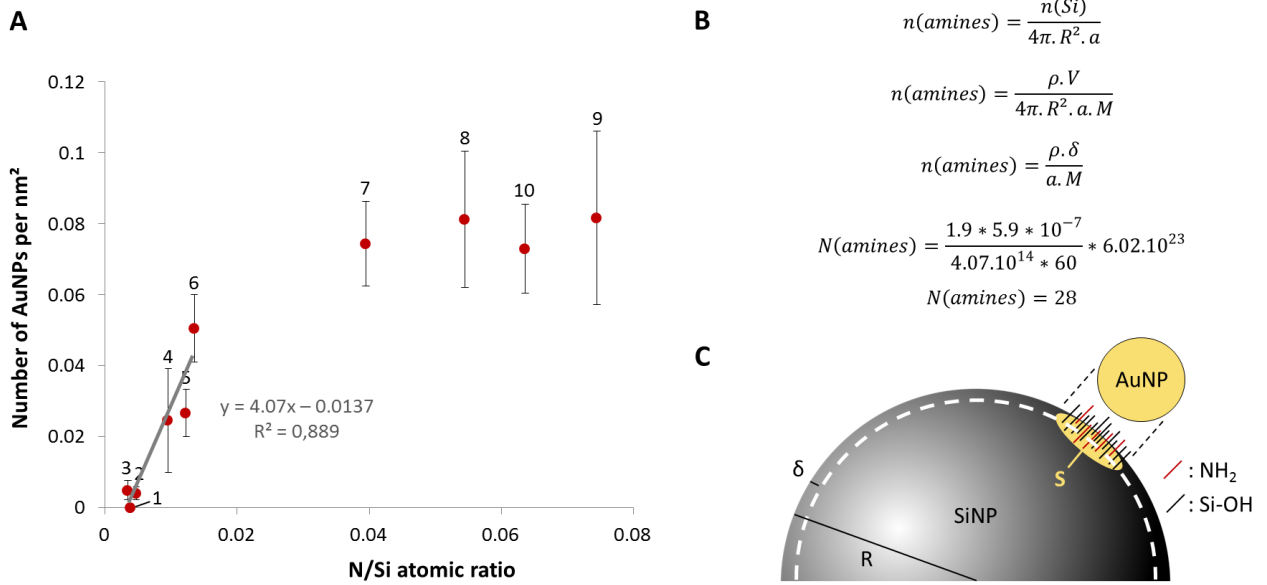 A
Number of AuNPs per nm²
0.12
0.1
0.08
0.06
0.04
0.02
0
0
0.02
0.04
0.06
0.08
N/Si atomic ratio
1
2
3
4
5
6
7
8
9
10
y = 4.07x – 0.0137
R² = 0,889
B
n(amines) = n(Si) / 4π. R². a
n(amines) = ρ. V / 4π. R². a. M
n(amines) = ρ. δ / a. M
N(amines) = 1.9 * 5.9 * 10⁻⁷ / 4.07.10¹⁴ * 60 * 6.02.10²³
N(amines) = 28
C
AuNP
S
δ
SiNP
R
: NH₂
: Si-OH